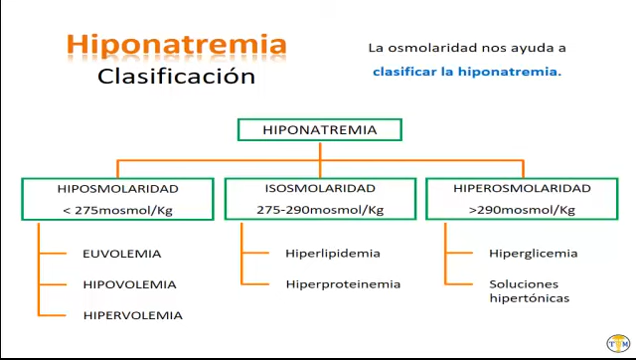 Hiponatremia
Clasificación
La osmolaridad nos ayuda a
clasificar la hiponatremia.
HIPONATREMIA
HIPOSMOLARIDAD
< 275mosmol/Kg
ISOSMOLARIDAD
275-290mosmol/Kg
HIPEROSMOLARIDAD
>290mosmol/Kg
EUVOLEMIA
HIPOVOLEMIA
HIPERVOLEMIA
Hiperlipidemia
Hiperproteinemia
Hiperglicemia
Soluciones
hipertónicas
TYM